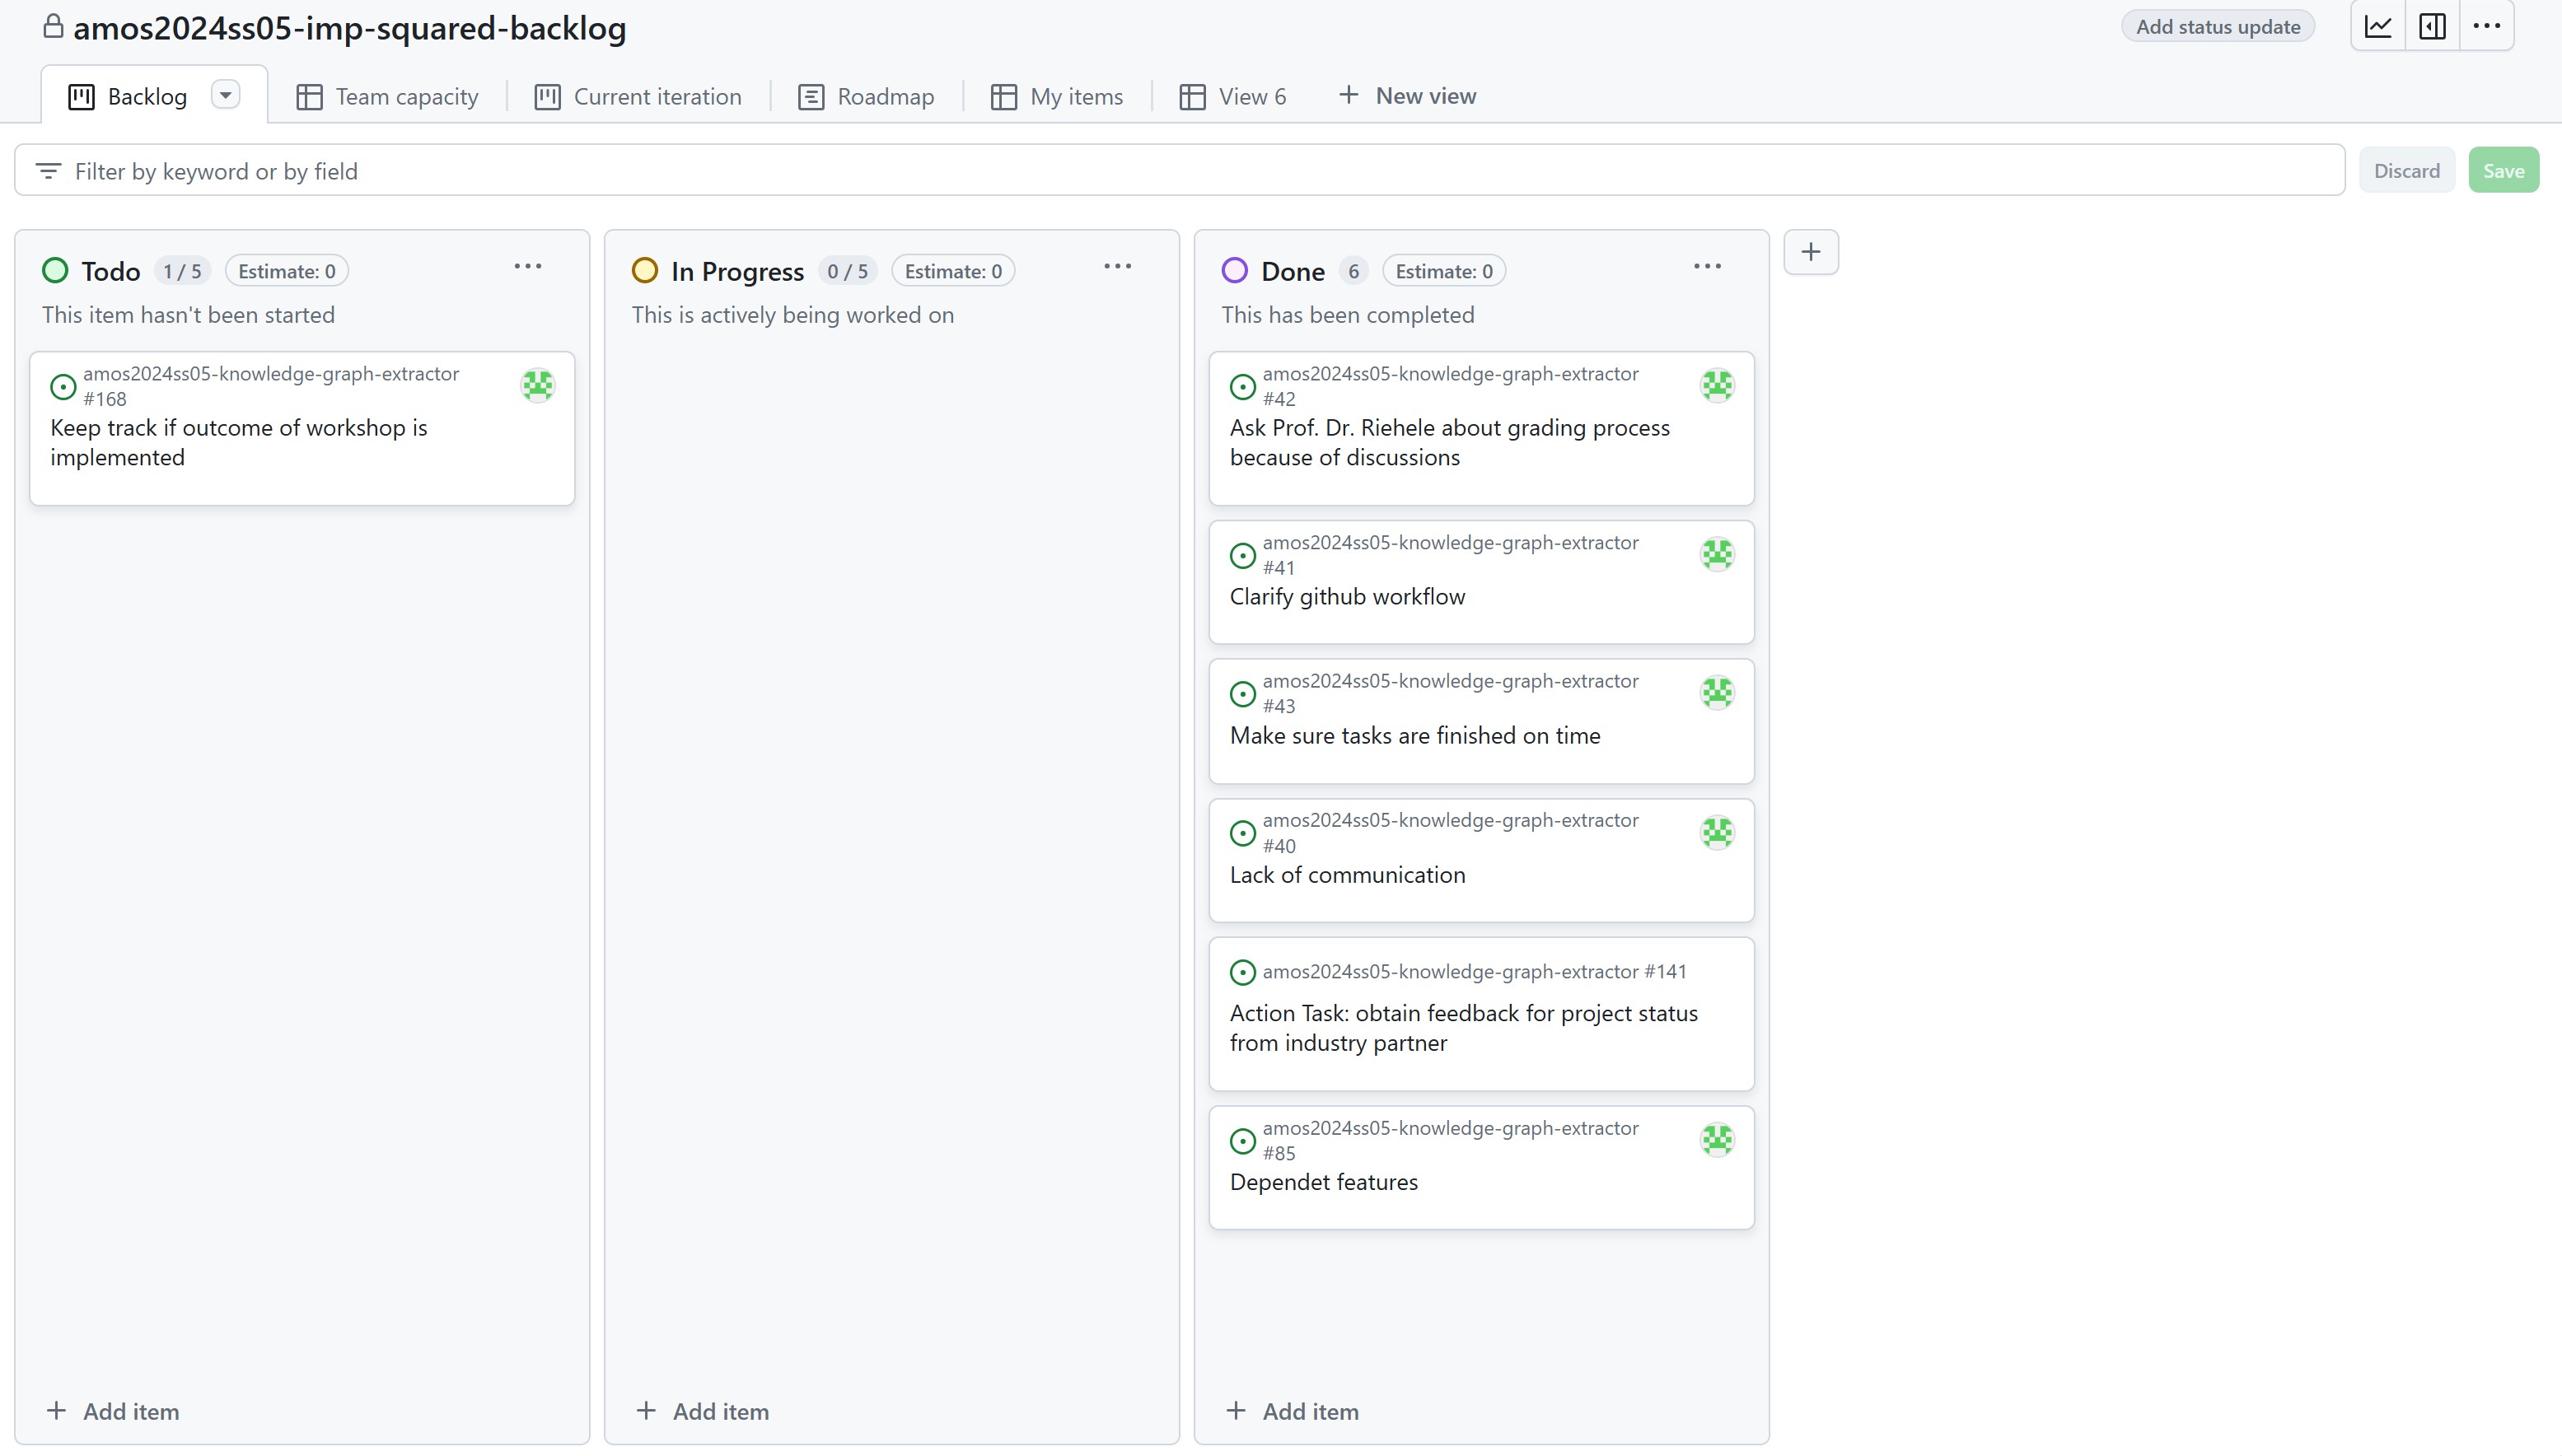 amos2024ss05-imp-squared-backlog
Add status update
Backlog
Team capacity
Current iteration
Roadmap
My items
View 6
New view
Filter by keyword or by field
Discard
Save
Todo 1 / 5 Estimate: 0
This item hasn't been started
amos2024ss05-knowledge-graph-extractor
#168
Keep track if outcome of workshop is
implemented
Add item
In Progress 0 / 5 Estimate: 0
This is actively being worked on
Add item
Done 6 Estimate: 0
This has been completed
amos2024ss05-knowledge-graph-extractor
#42
Ask Prof. Dr. Riehele about grading process
because of discussions
amos2024ss05-knowledge-graph-extractor
#41
Clarify github workflow
amos2024ss05-knowledge-graph-extractor
#43
Make sure tasks are finished on time
amos2024ss05-knowledge-graph-extractor
#40
Lack of communication
amos2024ss05-knowledge-graph-extractor #141
Action Task: obtain feedback for project status
from industry partner
amos2024ss05-knowledge-graph-extractor
#85
Dependet features
Add item